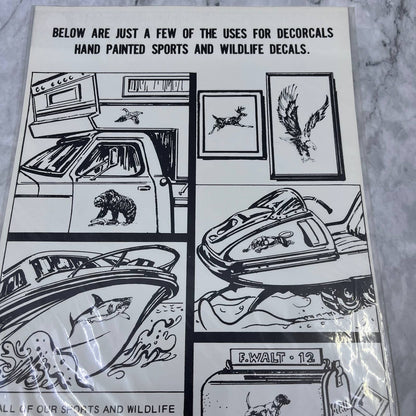 BELOW ARE JUST A FEW OF THE USES FOR DECORCALS
HAND PAINTED SPORTS AND WILDLIFE DECALS.
F. WALT · 12
ALL OF OUR SPORTS AND WILDLIFE